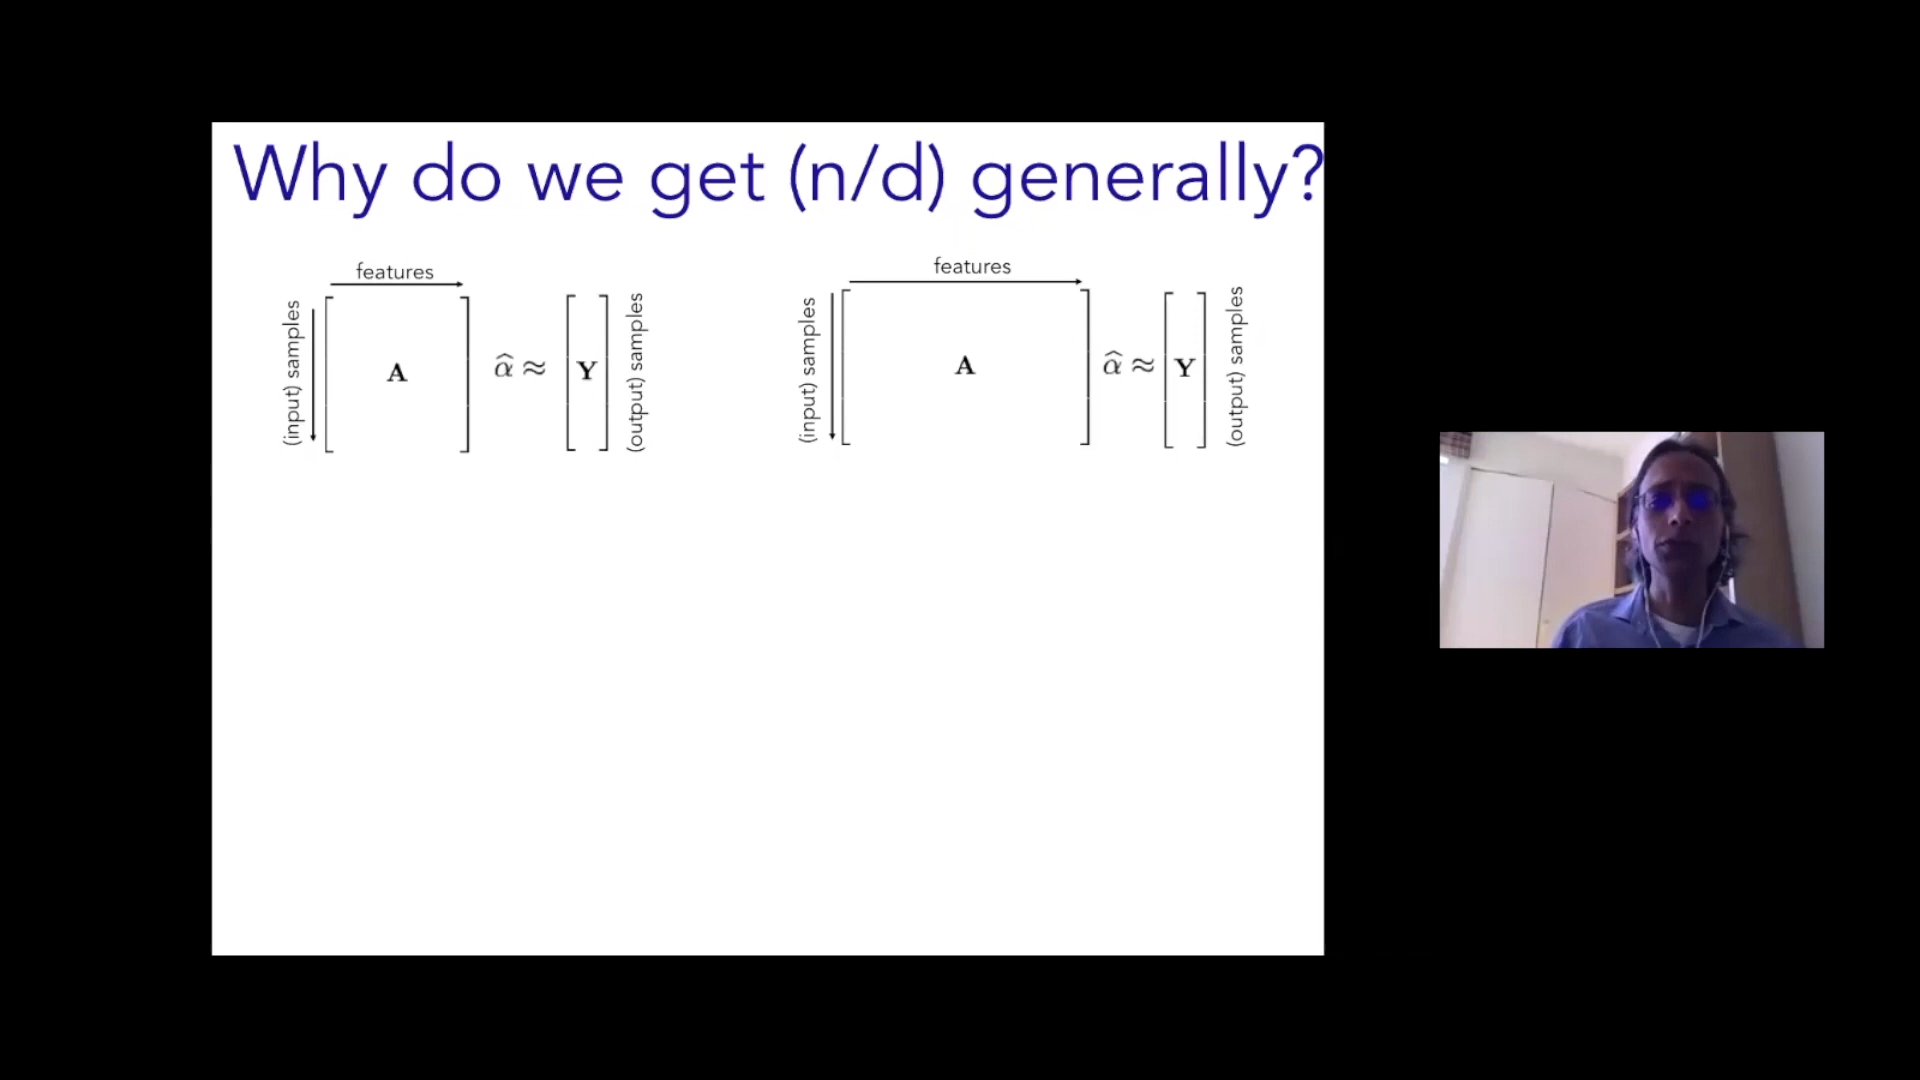 Why do we get (n/d) generally?
features
(input) samples
A
α̂ ≈
Y
(output) samples
features
(input) samples
A
α̂ ≈
Y
(output) samples